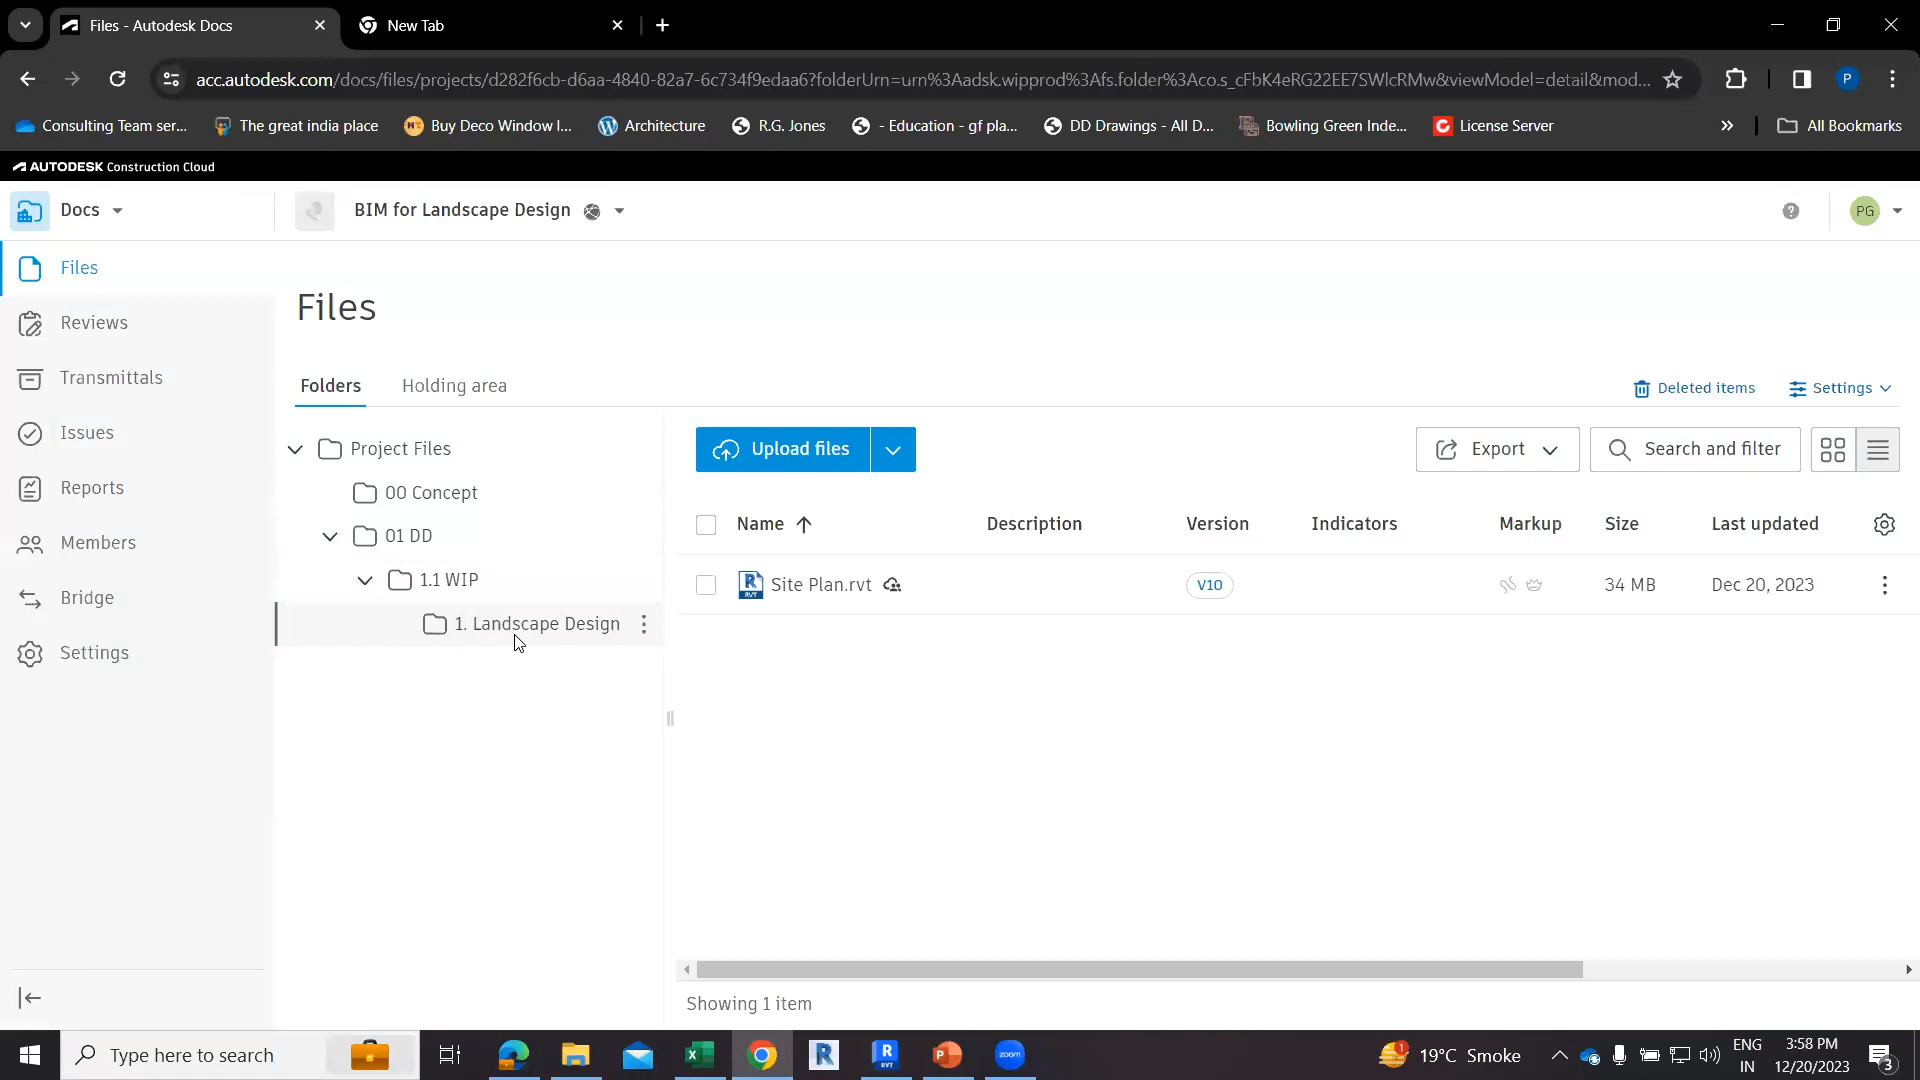 Files - Autodesk Docs
New Tab
acc.autodesk.com/docs/files/projects/d282f6cb-d6aa-4840-82a7-6c734f9edaa6?folderUrn=urn%3Aadsk.wipprod%3Afs.folder%3Aco.s_cFbK4eRG22EE7SWlcRMw&viewModel=detail&mod...
P
Consulting Team ser...
The great india place
Buy Deco Window I...
Architecture
R.G. Jones
- Education - gf pla...
DD Drawings - All D...
Bowling Green Inde...
License Server
All Bookmarks
AUTODESK Construction Cloud
Docs
BIM for Landscape Design
PG
Files
Reviews
Transmittals
Issues
Reports
Members
Bridge
Settings
Files
Folders
Holding area
Deleted items
Settings
Project Files
00 Concept
01 DD
1.1 WIP
1. Landscape Design
Upload files
Export
Search and filter
Name
Description
Version
Indicators
Markup
Size
Last updated
Site Plan.rvt
V10
34 MB
Dec 20, 2023
Showing 1 item
Type here to search
19°C Smoke
ENG
IN
3:58 PM
12/20/2023
3